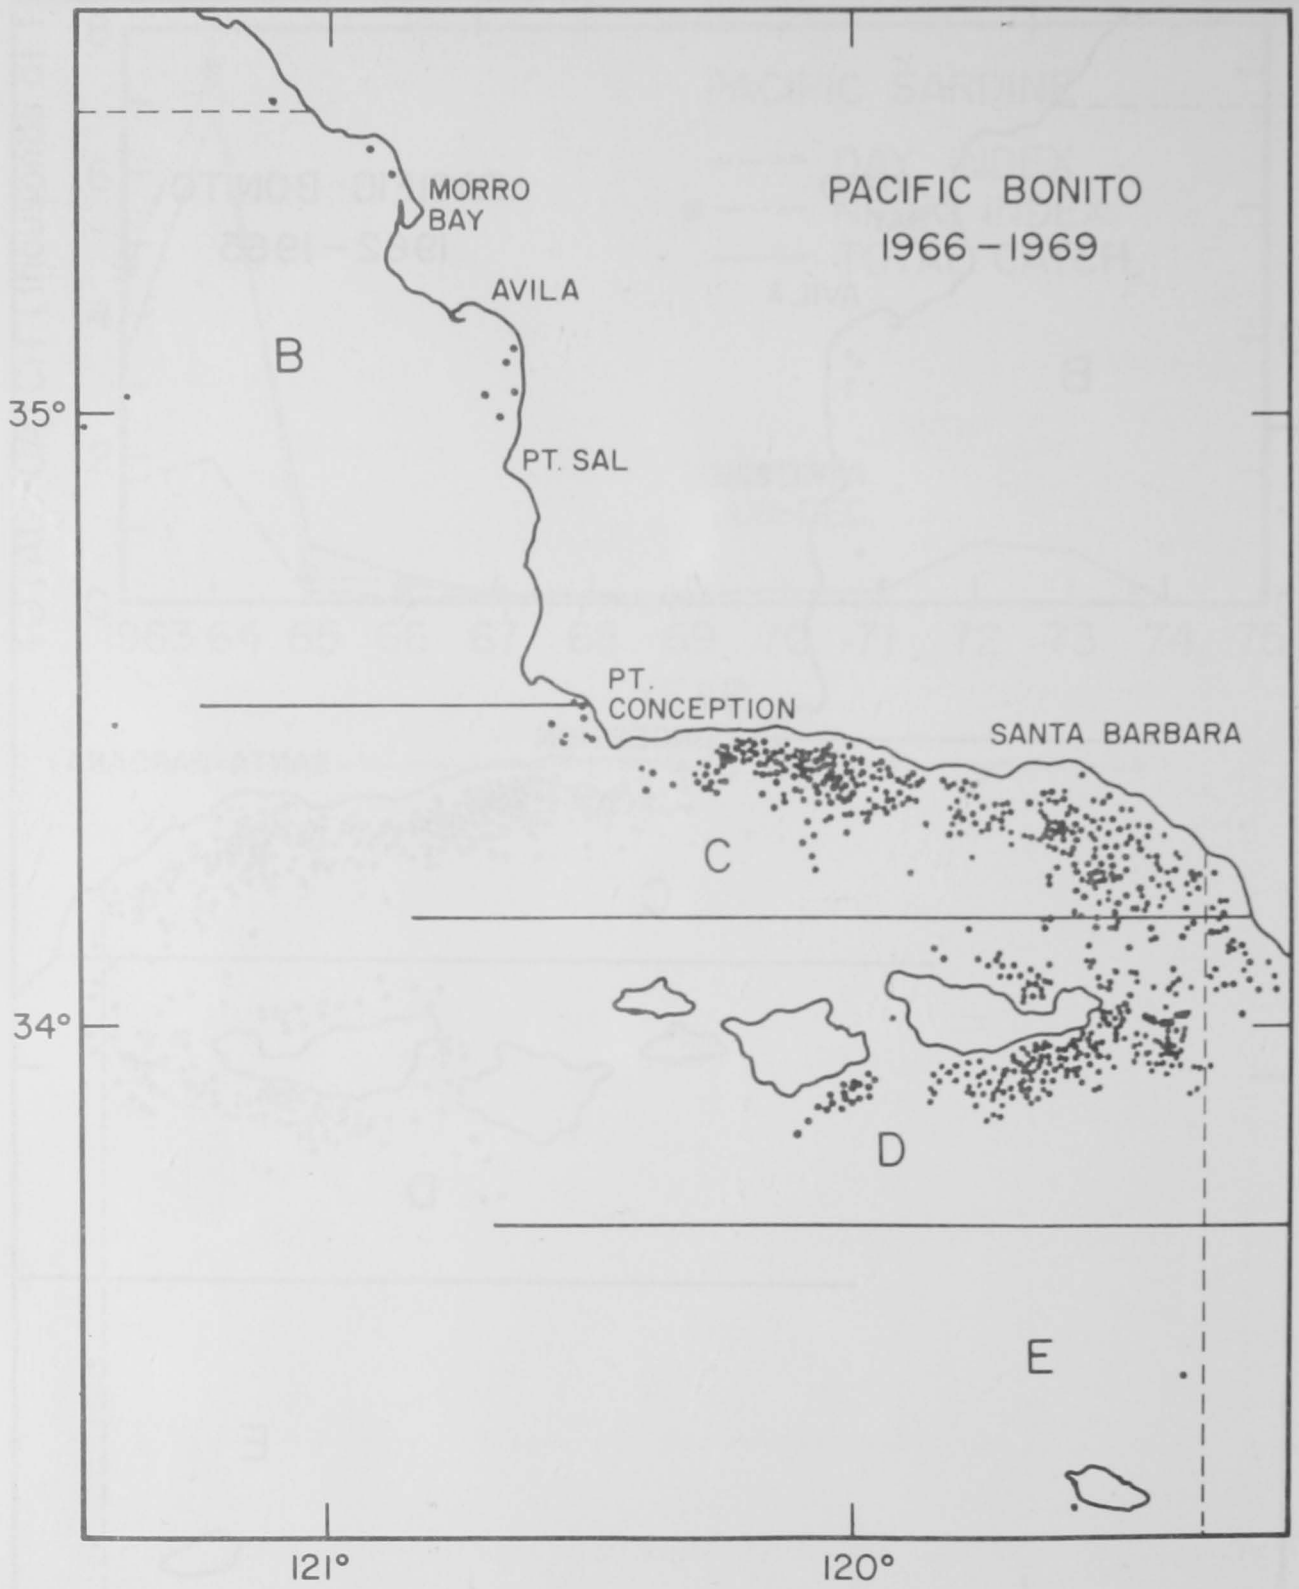 PACIFIC BONITO
1966-1969
MORRO
BAY
AVILA
B
35°
PT. SAL
PT.
CONCEPTION
SANTA BARBARA
C
34°
D
E
121°
120°